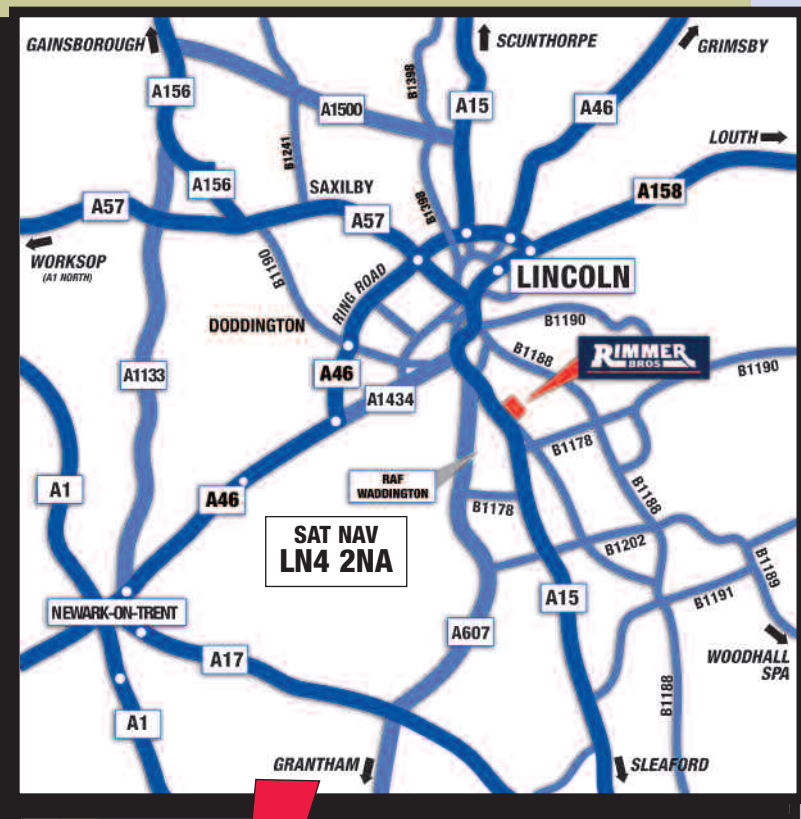 GAINSBOROUGH
SCUNTHORPE
GRIMSBY
A156
B1398
A15
A46
A1500
B1241
LOUTH
A156
SAXILBY
A158
A57
A57
B1398
WORKSOP
(A1 NORTH)
B1190
RING ROAD
LINCOLN
DODDINGTON
B1190
RIMMER
BROS
B1188
B1190
A1133
A46
A1434
B1178
A1
A46
RAF
WADDINGTON
B1188
B1178
SAT NAV
LN4 2NA
B1202
B1189
NEWARK-ON-TRENT
A15
B1191
A607
A17
WOODHALL
SPA
B1188
A1
GRANTHAM
SLEAFORD